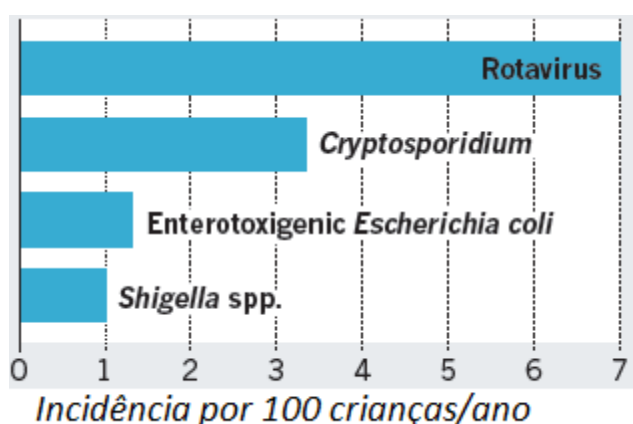 Rotavirus
Cryptosporidium
Enterotoxigenic Escherichia coli
Shigella spp.
0 1 2 3 4 5 6 7
Incidência por 100 crianças/ano